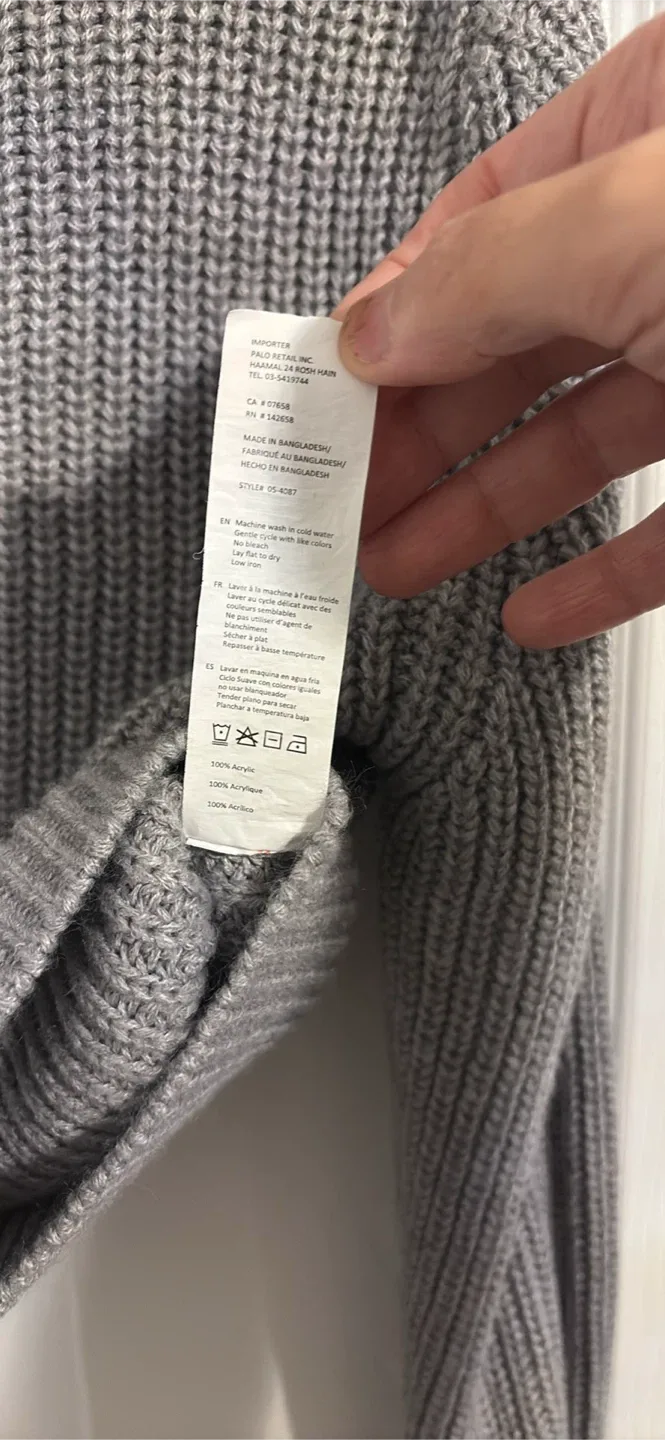 IMPORTER
PALO RETAIL INC.
HAAMAL 24 ROSH HAIN
TEL. 03-5419744
CA # 07658
RN # 142658
MADE IN BANGLADESH/
FABRIQUÉ AU BANGLADESH/
HECHO EN BANGLADESH
STYLE# 05-4087
EN Machine wash in cold water
Gentle cycle with like colors
No bleach
Lay flat to dry
Low iron
FR Laver à la machine à l'eau froide
Laver au cycle délicat avec des
couleurs semblables
Ne pas utiliser d'agent de
blanchiment
Sécher à plat
Repasser à basse température
ES Lavar en maquina en agua fria
Ciclo Suave con colores iguales
no usar blanqueador
Tender plano para secar
Planchar a temperatura baja
100% Acrylic
100% Acrylique
100% Acrílico